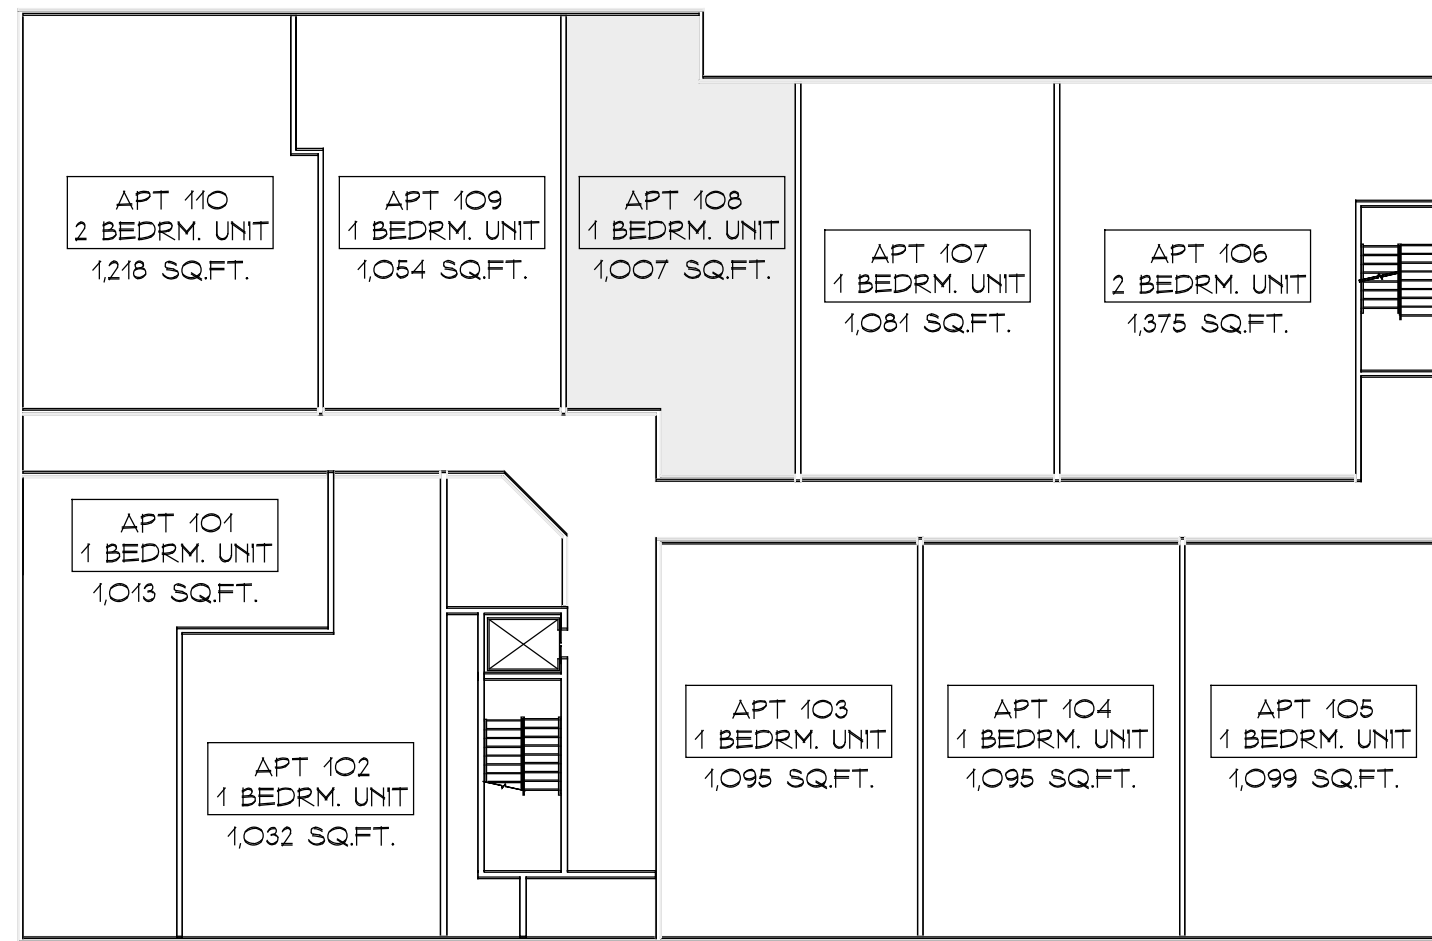 APT 110
2 BEDRM. UNIT
1,218 SQ.FT.
APT 109
1 BEDRM. UNIT
1,054 SQ.FT.
APT 108
1 BEDRM. UNIT
1,007 SQ.FT.
APT 107
1 BEDRM. UNIT
1,081 SQ.FT.
APT 106
2 BEDRM. UNIT
1,375 SQ.FT.
APT 101
1 BEDRM. UNIT
1,013 SQ.FT.
APT 102
1 BEDRM. UNIT
1,032 SQ.FT.
APT 103
1 BEDRM. UNIT
1,095 SQ.FT.
APT 104
1 BEDRM. UNIT
1,095 SQ.FT.
APT 105
1 BEDRM. UNIT
1,099 SQ.FT.